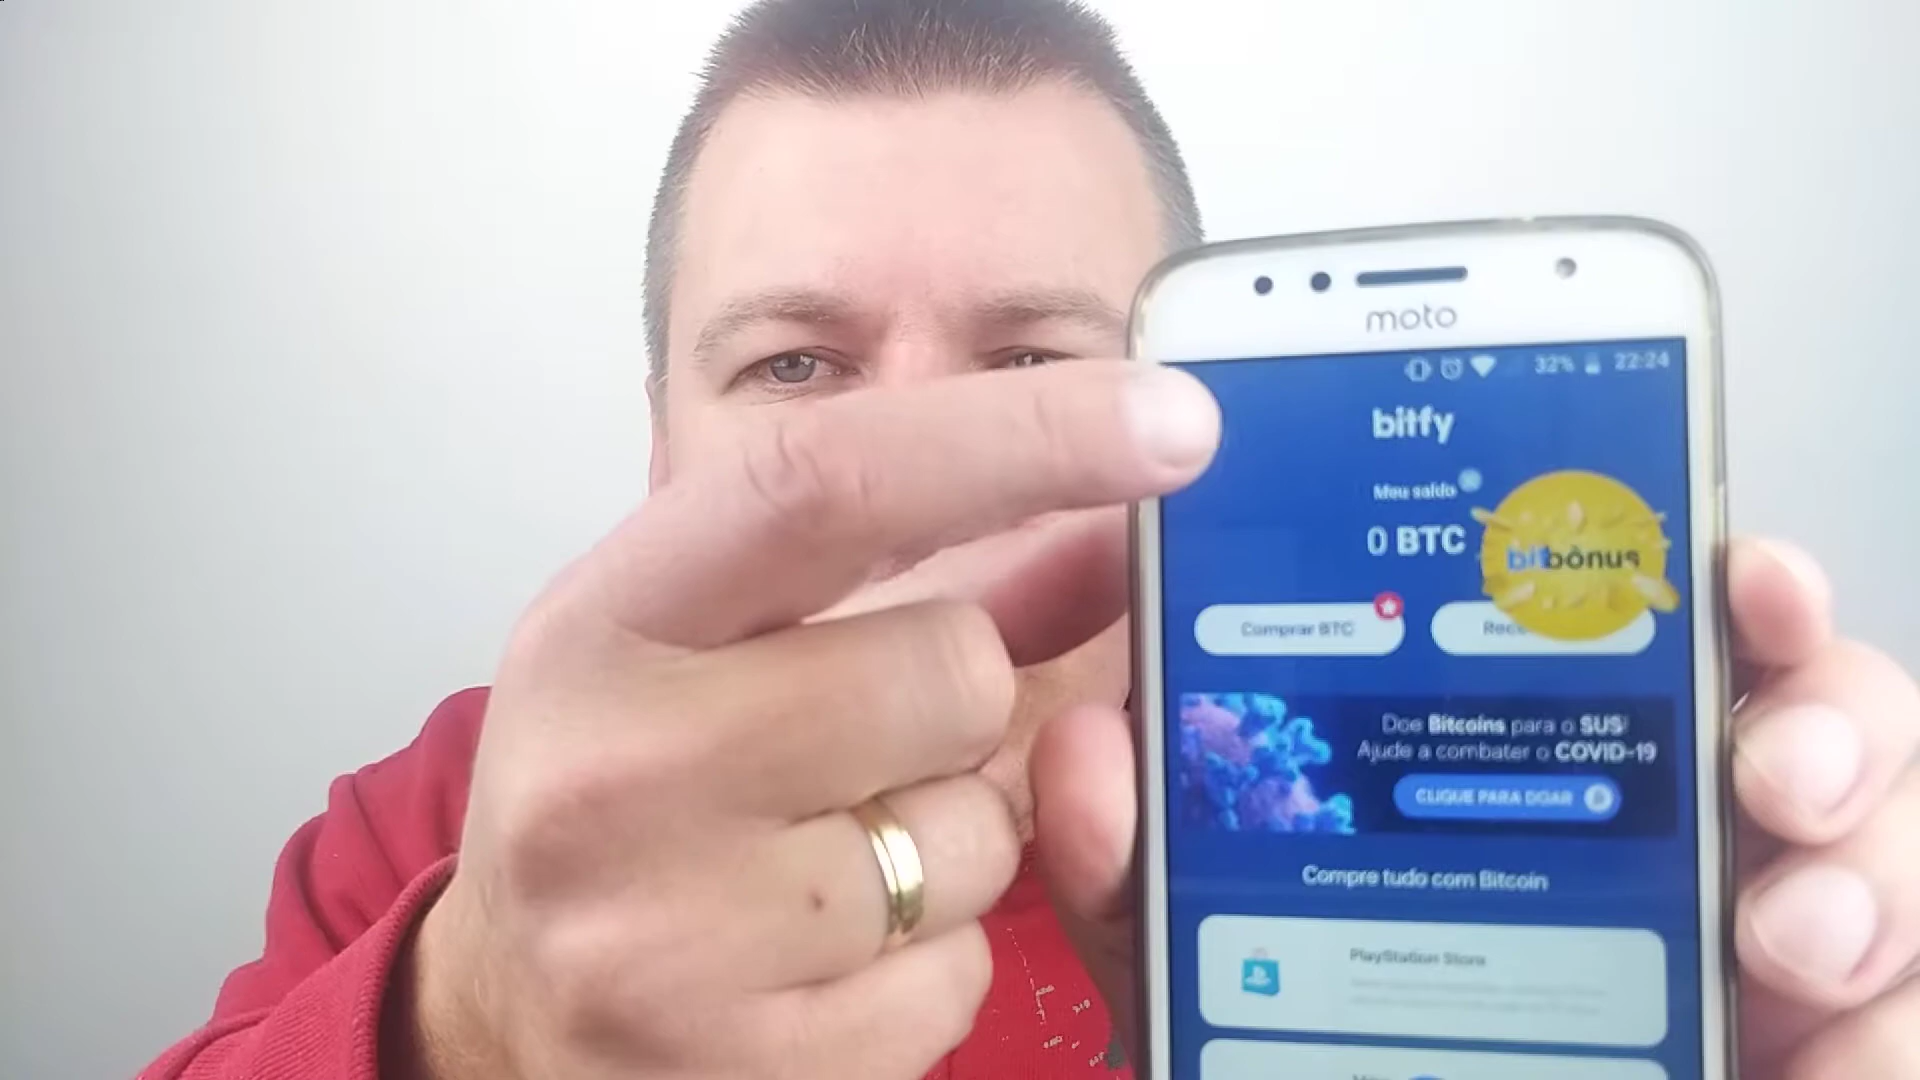 moto
32% 22:24
bitfy
Meu saldo
0 BTC
bitbônus
Comprar BTC
Doe Bitcoins para o SUS!
Ajude a combater o COVID-19
CLIQUE PARA DOAR
Compre tudo com Bitcoin
PlayStation Store